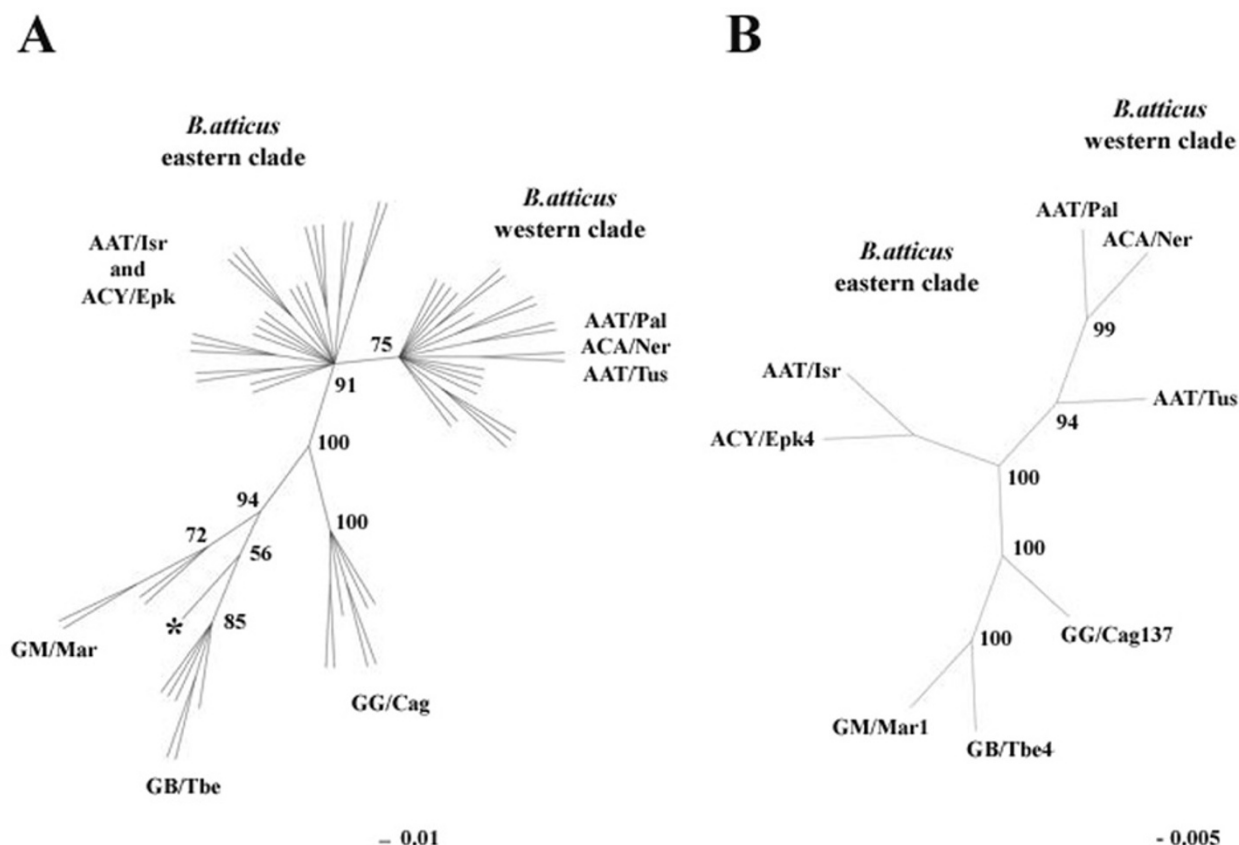 A
B.atticus
eastern clade
B.atticus
western clade
AAT/Isr
and
ACY/Epk
AAT/Pal
ACA/Ner
AAT/Tus
75
91
100
94
100
72
56
*
85
GM/Mar
GG/Cag
GB/Tbe
– 0.01
B
B.atticus
western clade
AAT/Pal
ACA/Ner
B.atticus
eastern clade
99
AAT/Isr
AAT/Tus
94
ACY/Epk4
100
100
GG/Cag137
100
GM/Mar1
GB/Tbe4
- 0.005